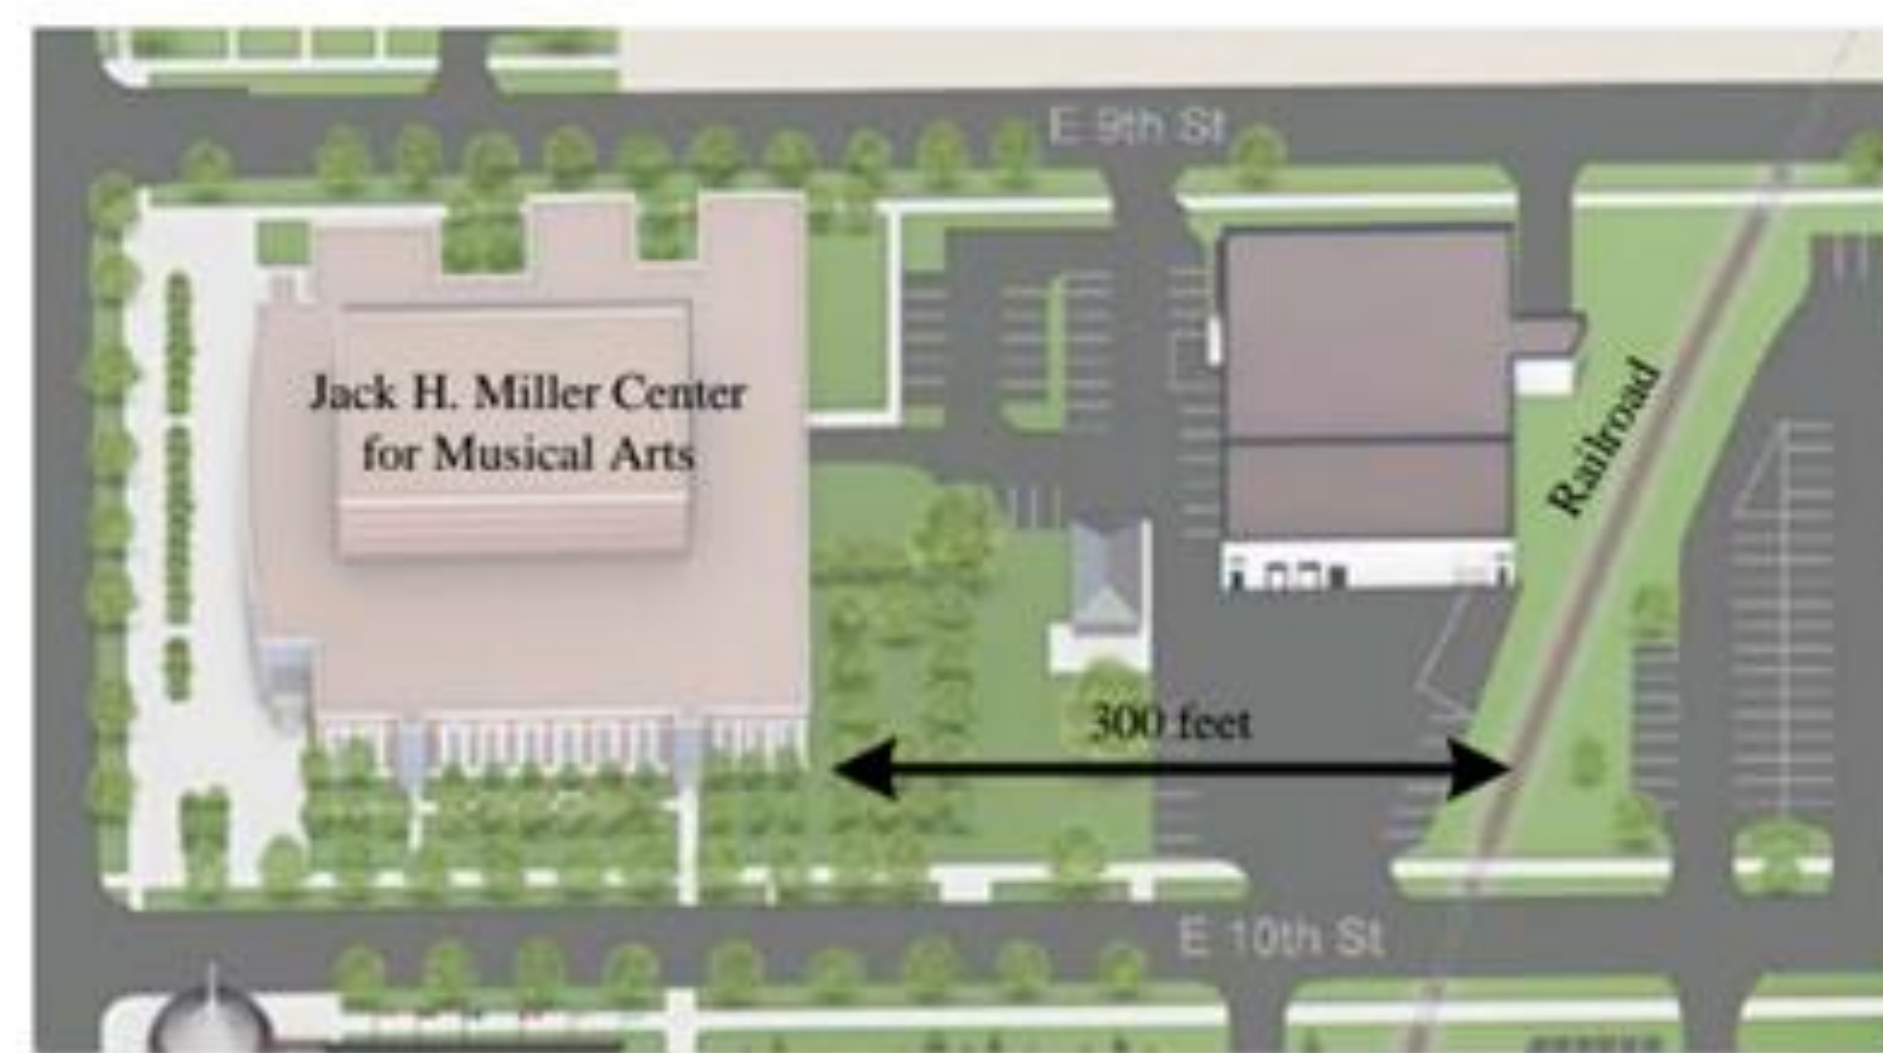 E 9th St
Jack H. Miller Center
for Musical Arts
Railroad
300 feet
E 10th St